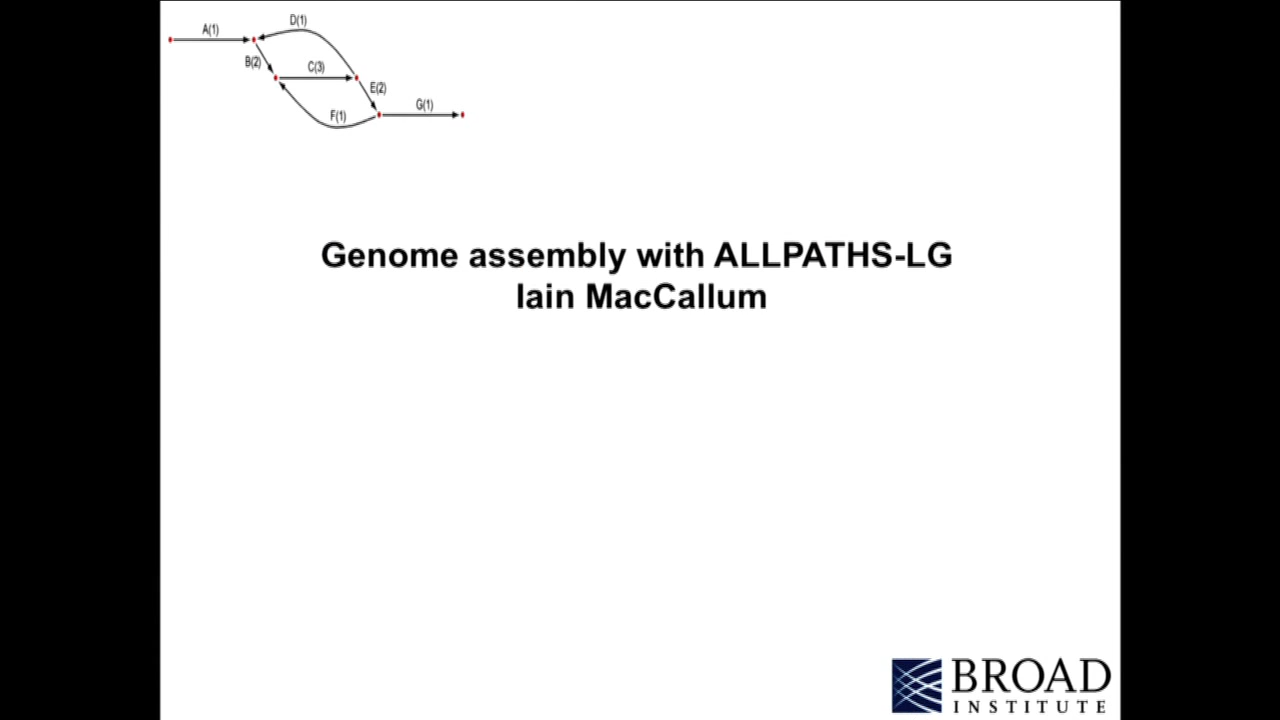 D(1)
A(1)
B(2)
C(3)
E(2)
G(1)
F(1)
Genome assembly with ALLPATHS-LG
Iain MacCallum
BROAD
INSTITUTE